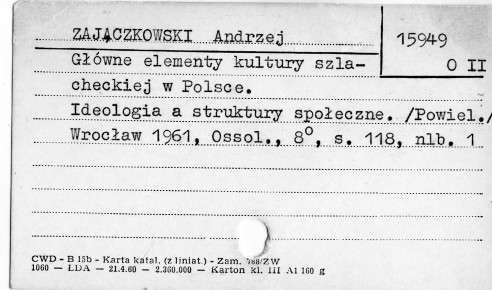 ZAJĄCZKOWSKI Andrzej
15949
O II
Główne elementy kultury szla-
checkiej w Polsce.
Ideologia a struktury społeczne. /Powiel./
Wrocław 1961, Ossol., 8°, s. 118, nlb. 1
CWD - B 15b - Karta katal. (z liniat.) - Zam. 788/ZW
1060 — ŁDA — 21.4.60 — 2.360.000 — Karton kl. III A1 160 g